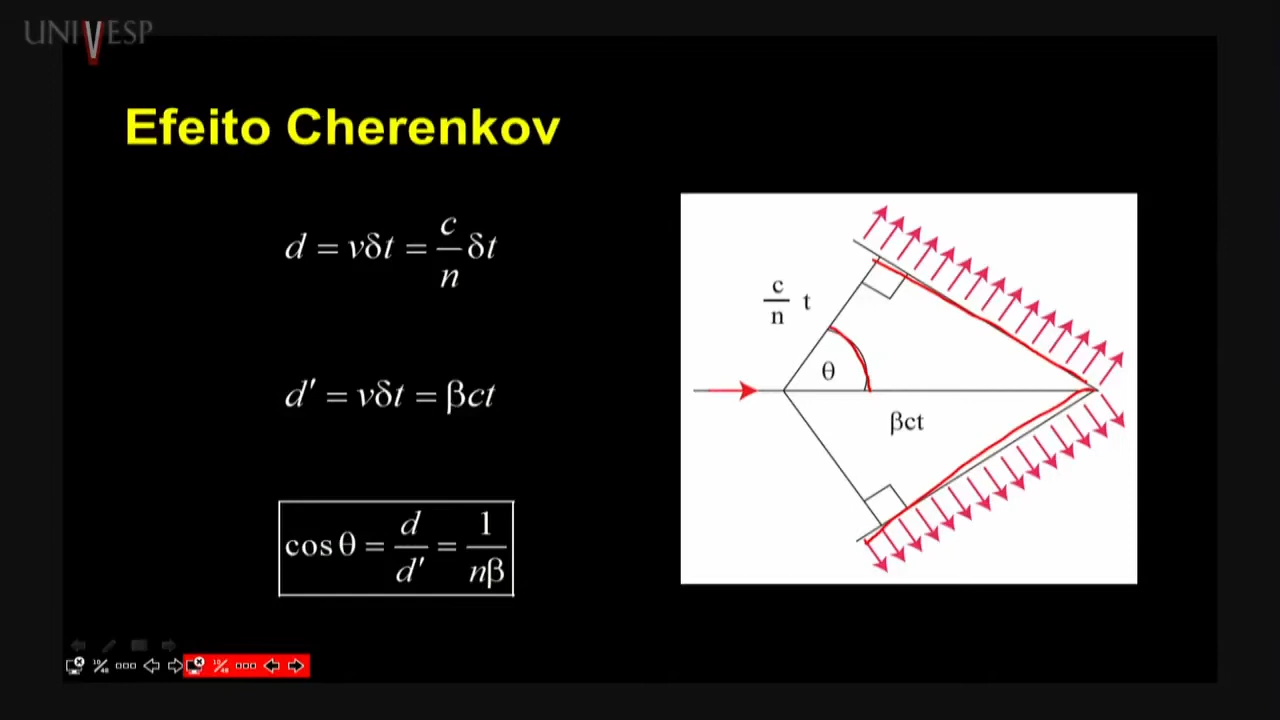 UNIVESP
Efeito Cherenkov
d = vδt = c/n δt
d′ = vδt = βct
cos θ = d/d′ = 1/nβ
c/n t
θ
βct